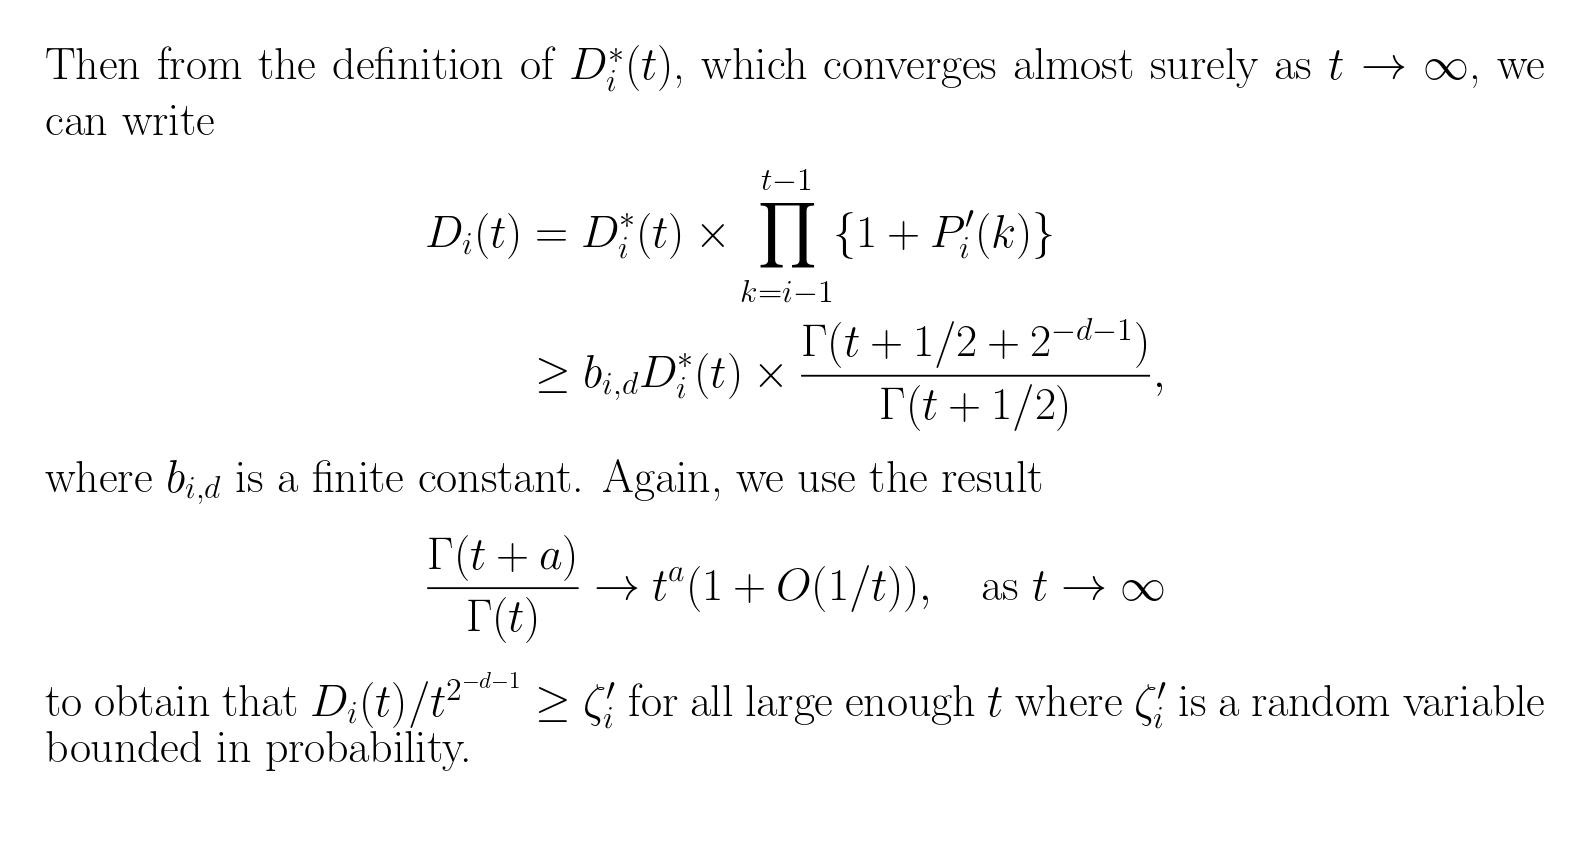 Then from the definition of $D_i^*(t)$, which converges almost surely as $t \to \infty$, we
can write
$D_i(t) = D_i^*(t) \times \prod_{k=i-1}^{t-1} \{1 + P_i'(k)\}$
$\geq b_{i,d} D_i^*(t) \times \frac{\Gamma(t + 1/2 + 2^{-d-1})}{\Gamma(t + 1/2)},$
where $b_{i,d}$ is a finite constant. Again, we use the result
$\frac{\Gamma(t + a)}{\Gamma(t)} \to t^a(1 + O(1/t)), \quad \text{as } t \to \infty$
to obtain that $D_i(t)/t^{2^{-d-1}} \geq \zeta_i'$ for all large enough $t$ where $\zeta_i'$ is a random variable
bounded in probability.